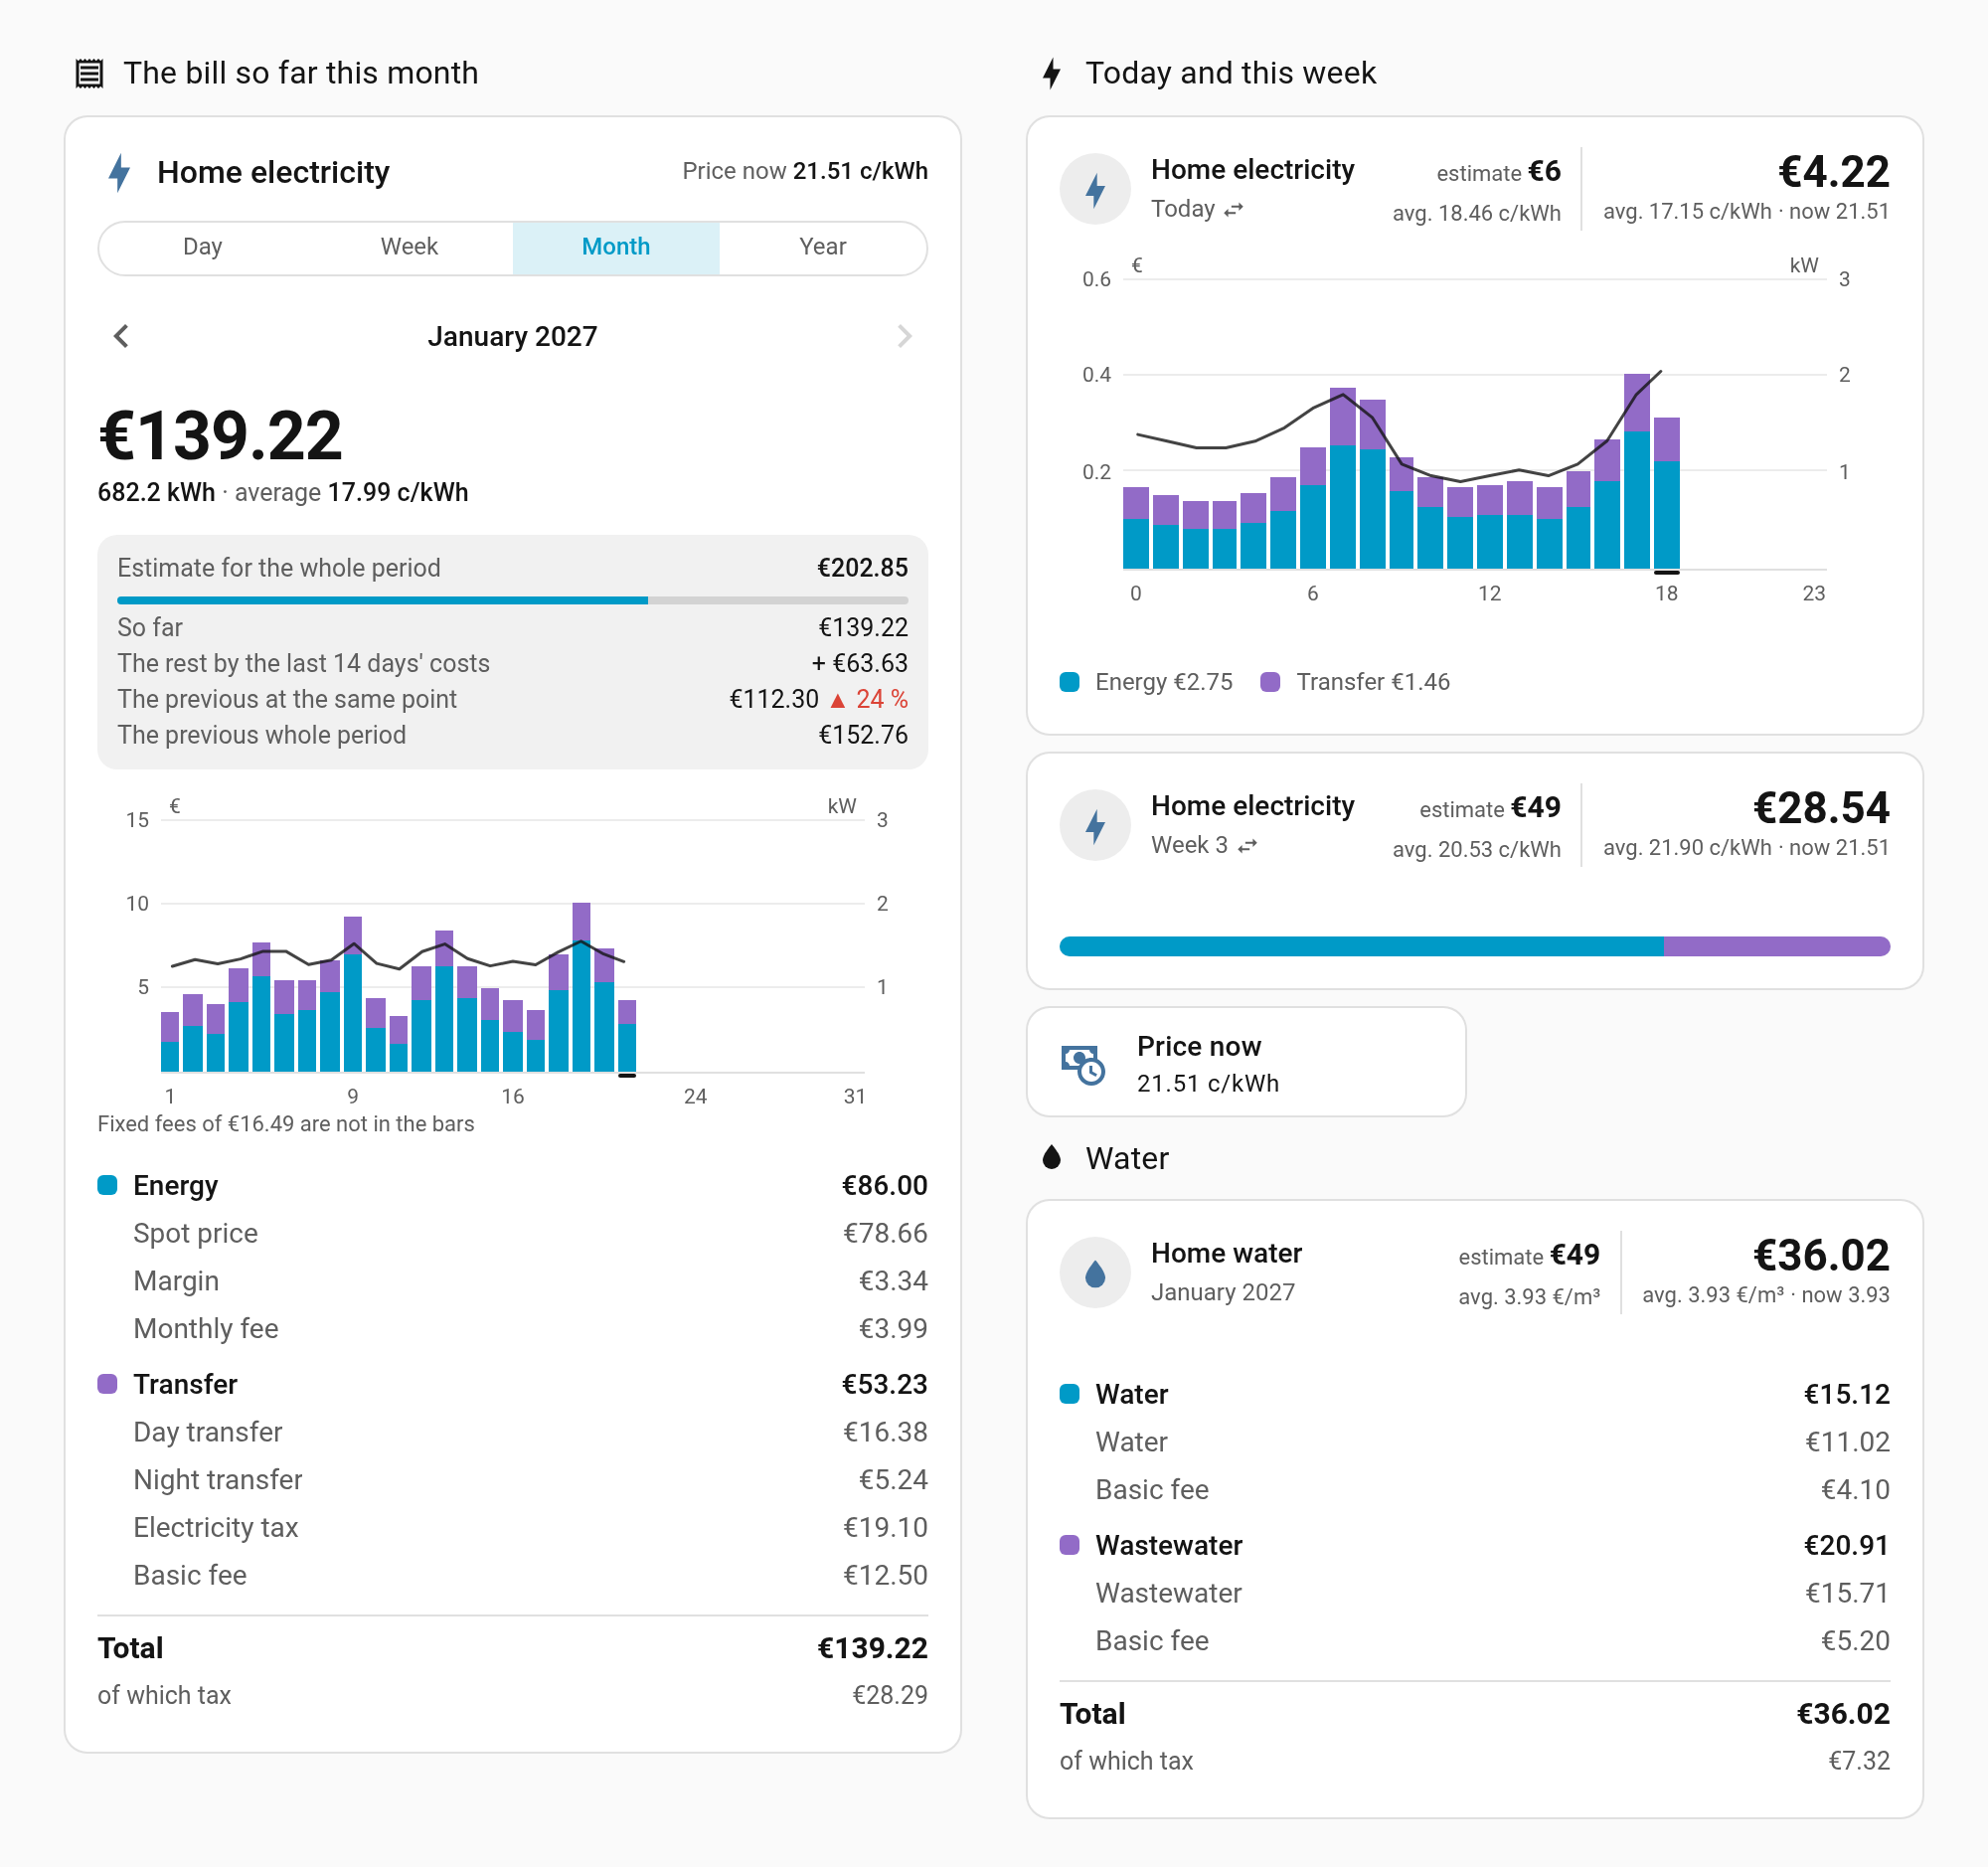 The bill so far this month
Home electricity
Price now 21.51 c/kWh
Day
Week
Month
Year
January 2027
€139.22
682.2 kWh · average 17.99 c/kWh
Estimate for the whole period €202.85
So far €139.22
The rest by the last 14 days' costs + €63.63
The previous at the same point €112.30 ▲ 24 %
The previous whole period €152.76
€ kW
15 3
10 2
5 1
1 9 16 24 31
Fixed fees of €16.49 are not in the bars
Energy €86.00
Spot price €78.66
Margin €3.34
Monthly fee €3.99
Transfer €53.23
Day transfer €16.38
Night transfer €5.24
Electricity tax €19.10
Basic fee €12.50
Total €139.22
of which tax €28.29
Today and this week
Home electricity
Today
estimate €6
avg. 18.46 c/kWh
€4.22
avg. 17.15 c/kWh · now 21.51
€ kW
0.6 3
0.4 2
0.2 1
0 6 12 18 23
Energy €2.75 Transfer €1.46
Home electricity
Week 3
estimate €49
avg. 20.53 c/kWh
€28.54
avg. 21.90 c/kWh · now 21.51
Price now
21.51 c/kWh
Water
Home water
January 2027
estimate €49
avg. 3.93 €/m³
€36.02
avg. 3.93 €/m³ · now 3.93
Water €15.12
Water €11.02
Basic fee €4.10
Wastewater €20.91
Wastewater €15.71
Basic fee €5.20
Total €36.02
of which tax €7.32